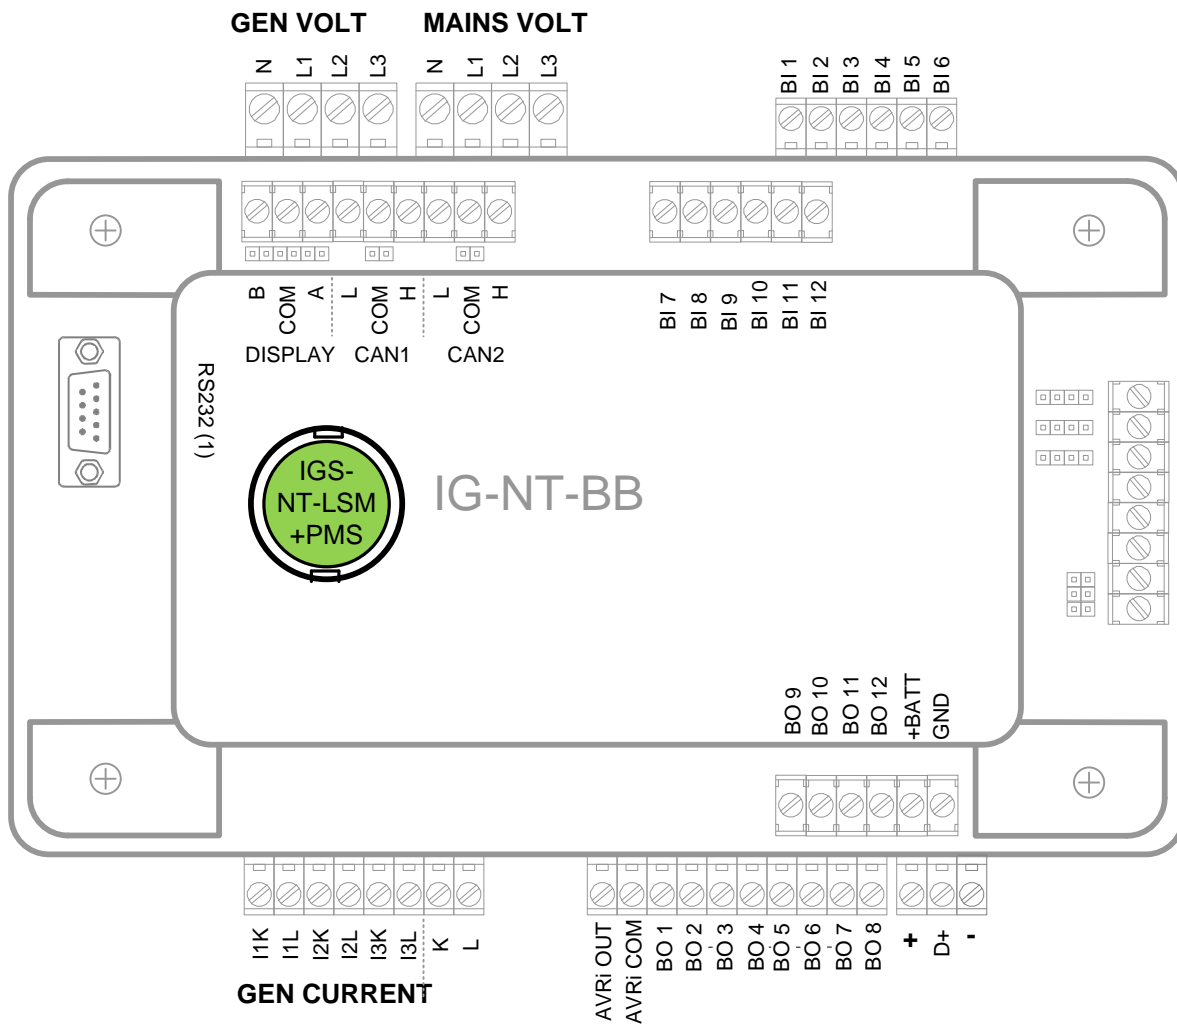 GEN VOLT MAINS VOLT
N L1 L2 L3 N L1 L2 L3
BI 1 BI 2 BI 3 BI 4 BI 5 BI 6
B COM A L COM H L COM H
DISPLAY CAN1 CAN2
BI 7 BI 8 BI 9 BI 10 BI 11 BI 12
RS232 (1)
IGS-
NT-LSM
+PMS
IG-NT-BB
BO 9 BO 10 BO 11 BO 12 +BATT GND
I1K I1L I2K I2L I3K I3L K L
GEN CURRENT
AVRi OUT AVRi COM BO 1 BO 2 BO 3 BO 4 BO 5 BO 6 BO 7 BO 8 + D+ -